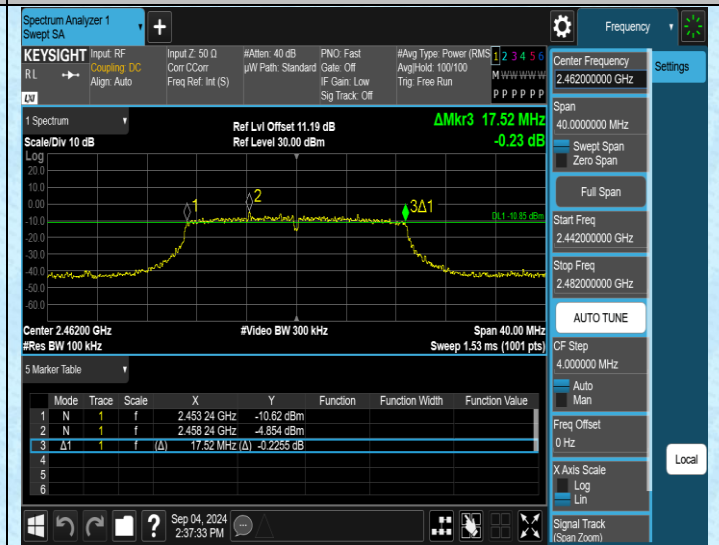 Spectrum Analyzer 1
Swept SA
Frequency
KEYSIGHT
RL
LXI
Input: RF
Coupling: DC
Align: Auto
Input Z: 50 Ω
Corr CCorr
Freq Ref: Int (S)
#Atten: 40 dB
µW Path: Standard
PNO: Fast
Gate: Off
IF Gain: Low
Sig Track: Off
#Avg Type: Power (RMS
Avg|Hold: 100/100
Trig: Free Run
1 2 3 4 5 6
M W W W W W
P P P P P P
1 Spectrum
Scale/Div 10 dB
Ref Lvl Offset 11.19 dB
Ref Level 30.00 dBm
ΔMkr3 17.52 MHz
-0.23 dB
Log
20.0
10.0
0.00
-10.0
-20.0
-30.0
-40.0
-50.0
-60.0
1
2
3Δ1
DL1 -10.85 dBm
Center 2.46200 GHz
#Video BW 300 kHz
Span 40.00 MHz
#Res BW 100 kHz
Sweep 1.53 ms (1001 pts)
5 Marker Table
Mode Trace Scale X Y Function Function Width Function Value
1 N 1 f 2.453 24 GHz -10.62 dBm
2 N 1 f 2.458 24 GHz -4.854 dBm
3 Δ1 1 f (Δ) 17.52 MHz (Δ) -0.2255 dB
4
5
6
?
Sep 04, 2024
2:37:33 PM
Center Frequency
2.462000000 GHz
Span
40.0000000 MHz
Swept Span
Zero Span
Full Span
Start Freq
2.442000000 GHz
Stop Freq
2.482000000 GHz
AUTO TUNE
CF Step
4.000000 MHz
Auto
Man
Freq Offset
0 Hz
X Axis Scale
Log
Lin
Signal Track
(Span Zoom)
Settings
Local